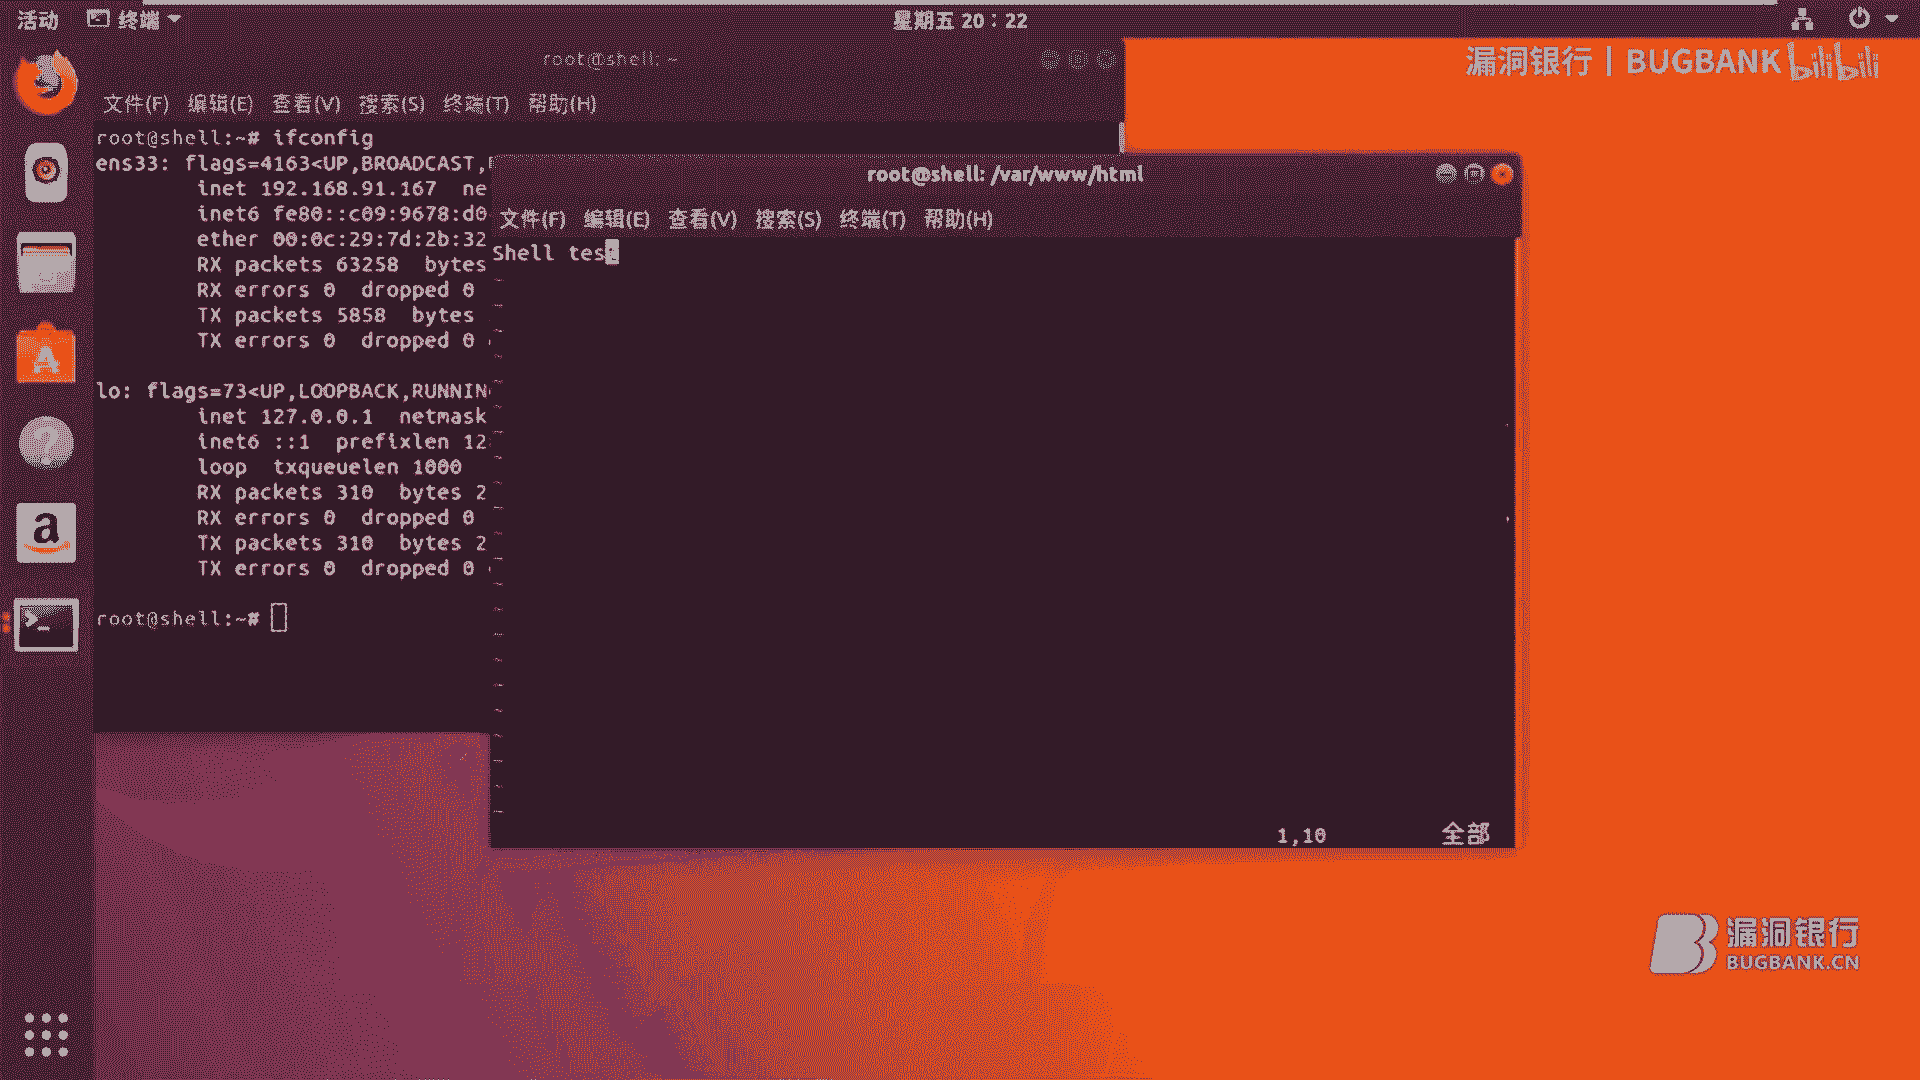 活动 终端 星期五 20：22
漏洞银行 | BUGBANK bilibili
root@shell: ~
文件(F) 编辑(E) 查看(V) 搜索(S) 终端(T) 帮助(H)
root@shell:~# ifconfig
ens33: flags=4163<UP,BROADCAST,
inet 192.168.91.167 ne
inet6 fe80::c09:9678:d0
ether 00:0c:29:7d:2b:32
RX packets 63258 bytes
RX errors 0 dropped 0
TX packets 5858 bytes
TX errors 0 dropped 0
lo: flags=73<UP,LOOPBACK,RUNNIN
inet 127.0.0.1 netmask
inet6 ::1 prefixlen 12
loop txqueuelen 1000
RX packets 310 bytes 2
RX errors 0 dropped 0
TX packets 310 bytes 2
TX errors 0 dropped 0
root@shell:~#
root@shell: /var/www/html
文件(F) 编辑(E) 查看(V) 搜索(S) 终端(T) 帮助(H)
Shell test
1,10 全部
漏洞银行
BUGBANK.CN